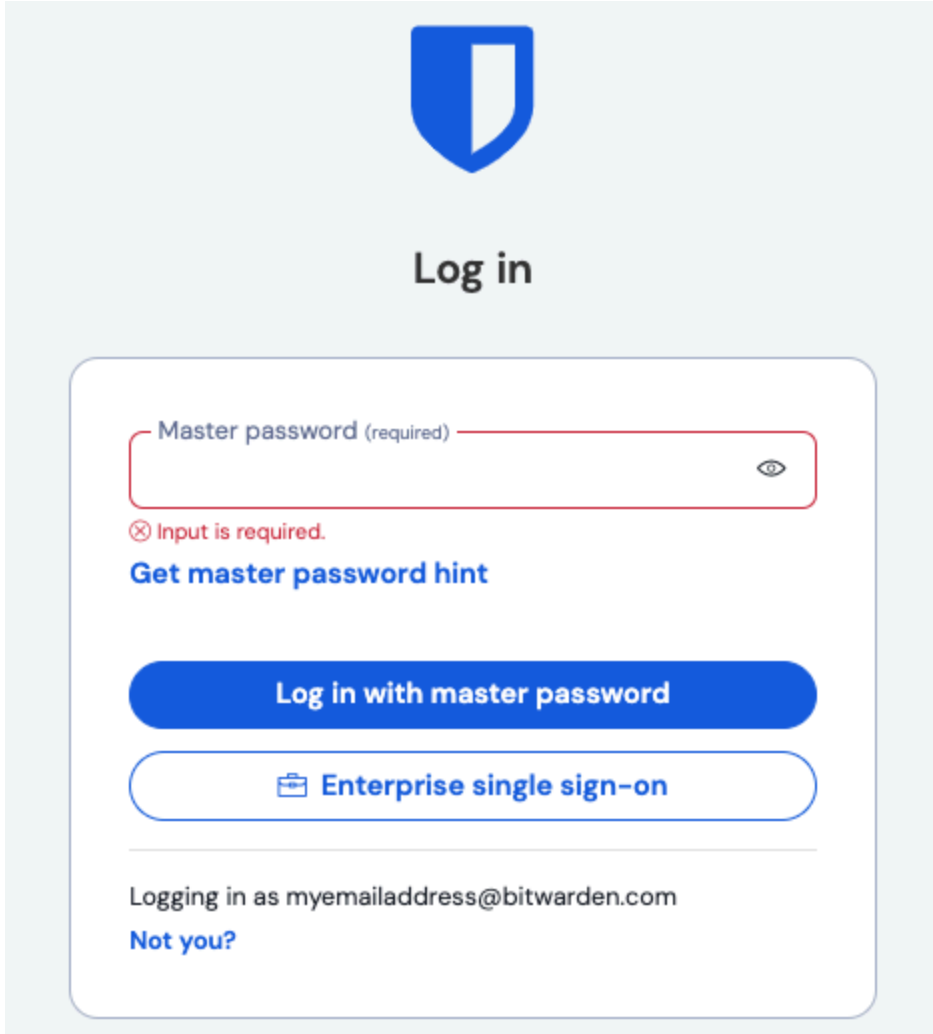 Log in
Master password (required)
Input is required.
Get master password hint
Log in with master password
Enterprise single sign-on
Logging in as myemailaddress@bitwarden.com
Not you?